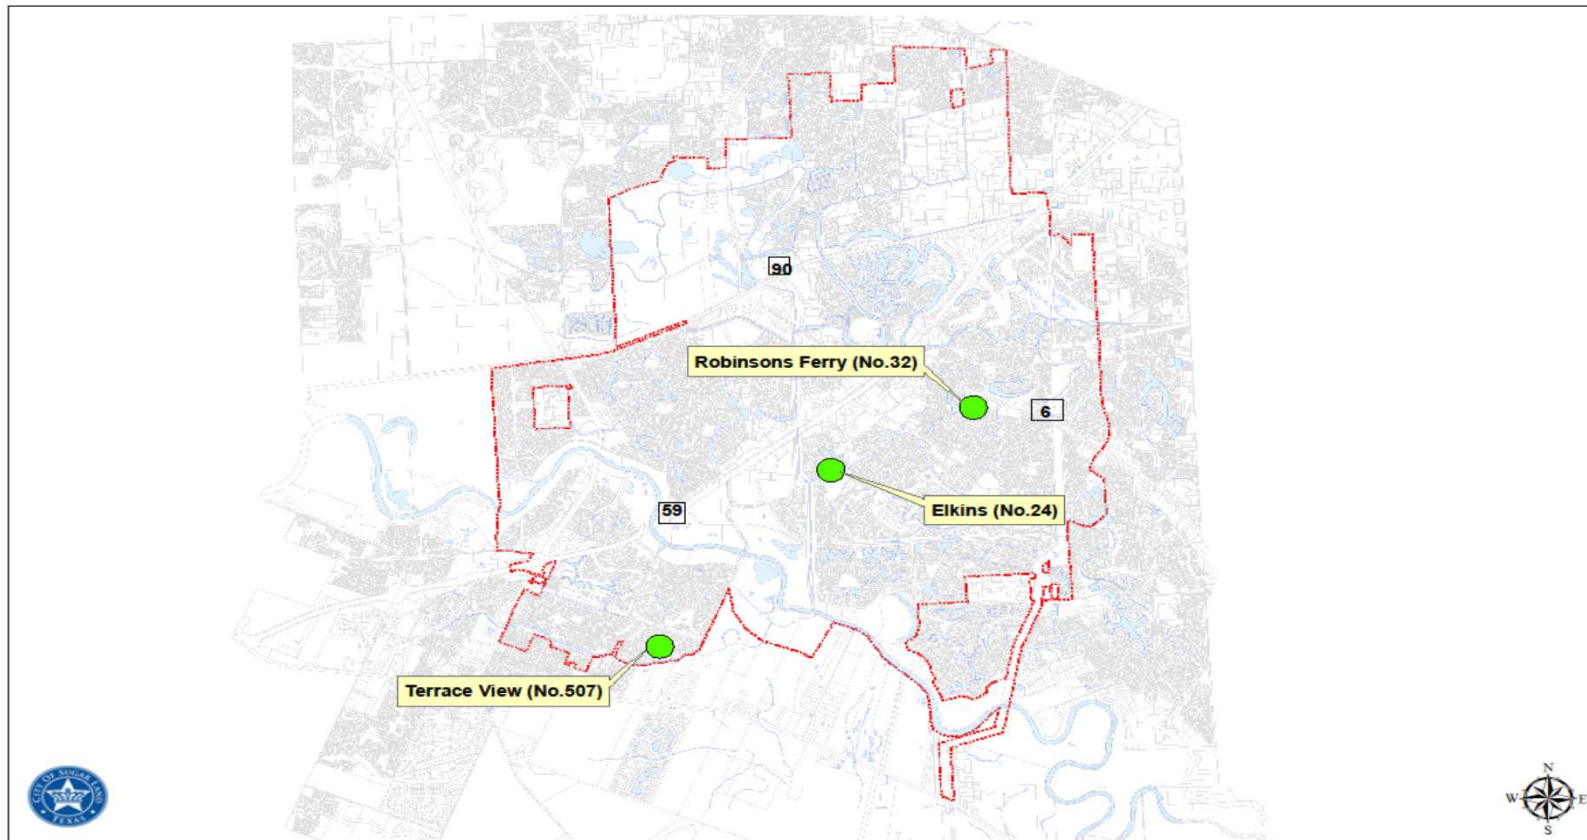 90
Robinsons Ferry (No.32)
6
Elkins (No.24)
59
Terrace View (No.507)
CITY OF SUGAR LAND
TEXAS
N
W E
S